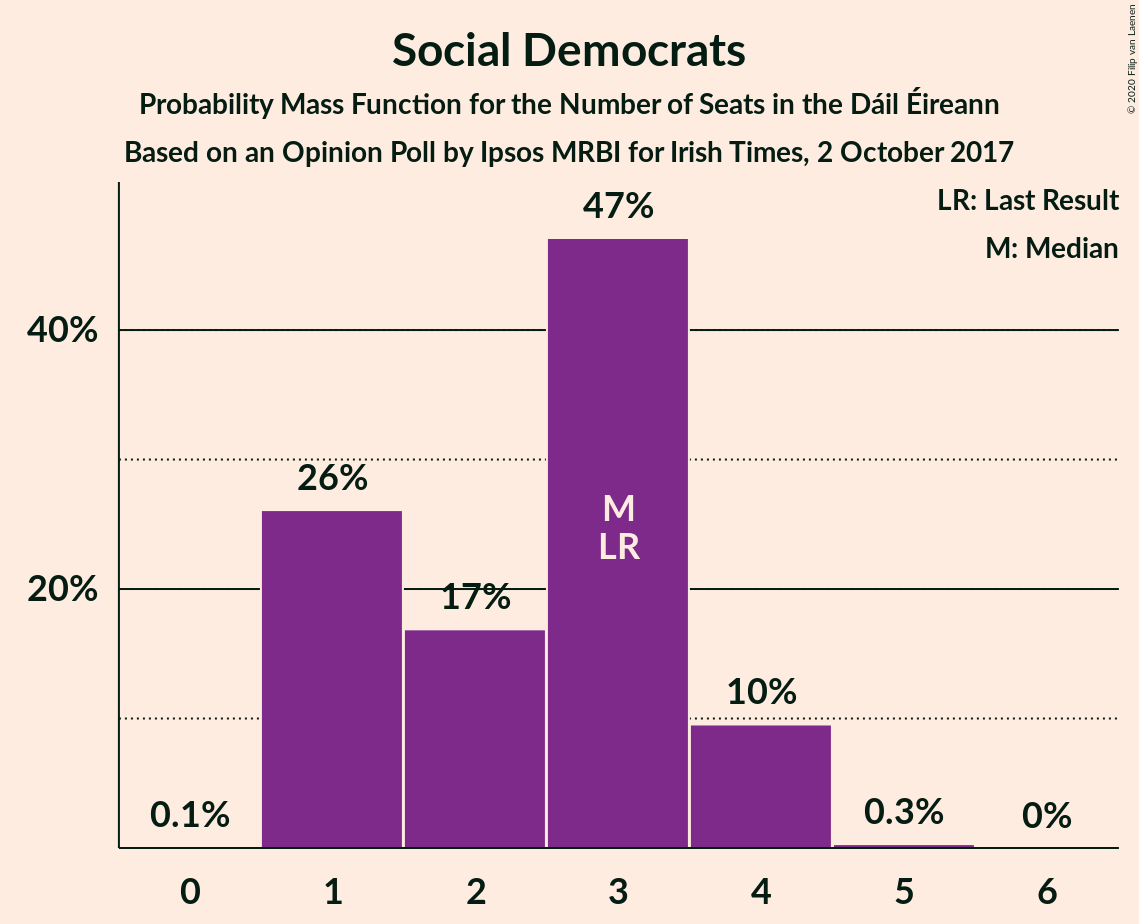 Social Democrats
Probability Mass Function for the Number of Seats in the Dáil Éireann
Based on an Opinion Poll by Ipsos MRBI for Irish Times, 2 October 2017
© 2020 Filip van Laenen
LR: Last Result
M: Median
47%
40%
26%
M
LR
20%
17%
10%
0.1%
0.3%
0%
0 1 2 3 4 5 6